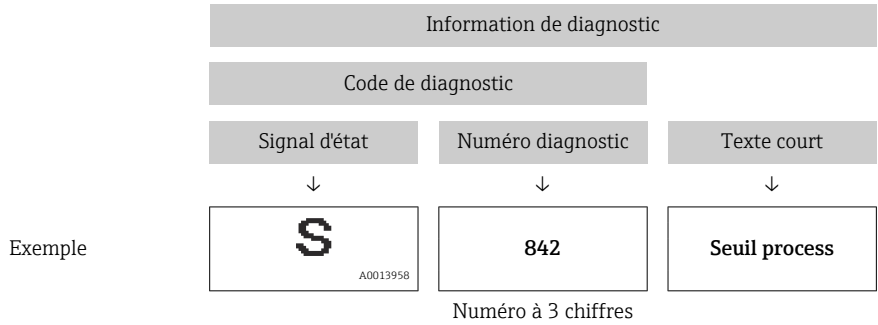 Information de diagnostic
Code de diagnostic
Signal d'état Numéro diagnostic Texte court
↓ ↓ ↓
Exemple S 842 Seuil process
A0013958
Numéro à 3 chiffres